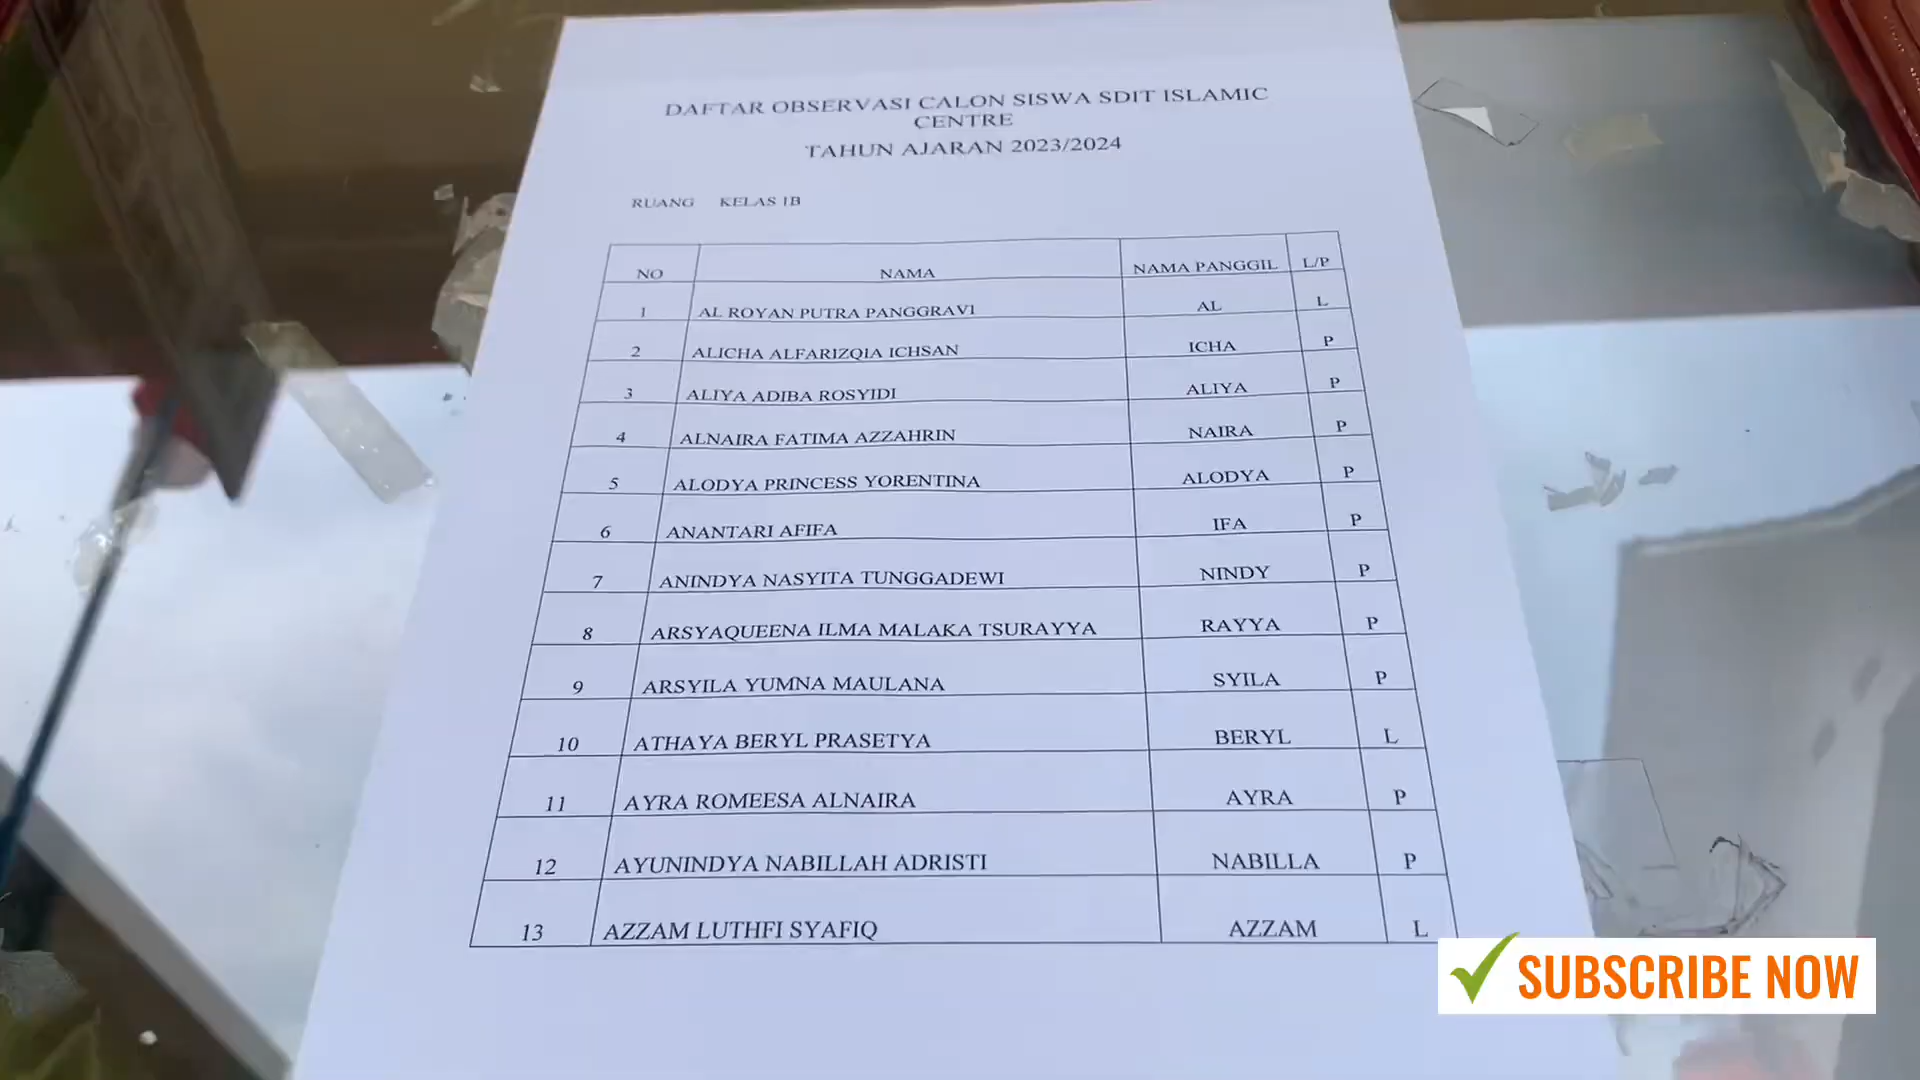 DAFTAR OBSERVASI CALON SISWA SDIT ISLAMIC
CENTRE
TAHUN AJARAN 2023/2024
RUANG KELAS 1B
NO NAMA NAMA PANGGIL L/P
1 AL ROYAN PUTRA PANGGRAVI AL L
2 ALICHA ALFARIZQIA ICHSAN ICHA P
3 ALIYA ADIBA ROSYIDI ALIYA P
4 ALNAIRA FATIMA AZZAHRIN NAIRA P
5 ALODYA PRINCESS YORENTINA ALODYA P
6 ANANTARI AFIFA IFA P
7 ANINDYA NASYITA TUNGGADEWI NINDY P
8 ARSYAQUEENA ILMA MALAKA TSURAYYA RAYYA P
9 ARSYILA YUMNA MAULANA SYILA P
10 ATHAYA BERYL PRASETYA BERYL L
11 AYRA ROMEESA ALNAIRA AYRA P
12 AYUNINDYA NABILLAH ADRISTI NABILLA P
13 AZZAM LUTHFI SYAFIQ AZZAM L
SUBSCRIBE NOW